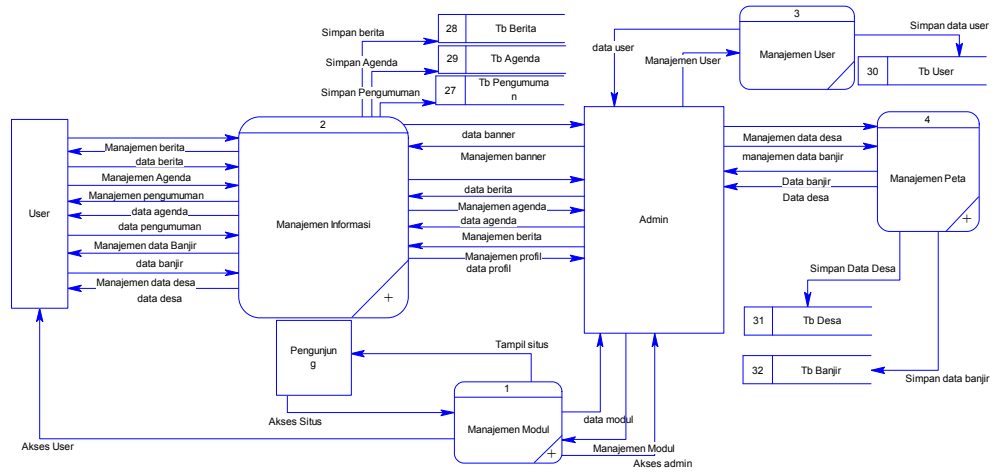 Simpan berita
28 Tb Berita
Simpan Agenda
29 Tb Agenda
Simpan Pengumuman
27 Tb Pengumuma
n
data user
Manajemen User
3
Manajemen User
Simpan data user
30 Tb User
User
Manajemen berita
data berita
Manajemen Agenda
Manajemen pengumuman
data agenda
data pengumuman
Manajemen data Banjir
data banjir
Manajemen data desa
data desa
2
Manajemen Informasi
+
data banner
Manajemen banner
data berita
Manajemen agenda
data agenda
Manajemen berita
Manajemen profil
data profil
Admin
Manajemen data desa
manajemen data banjir
Data banjir
Data desa
4
Manajemen Peta
+
Simpan Data Desa
31 Tb Desa
32 Tb Banjir
Simpan data banjir
Pengunjun
g
Tampil situs
Akses Situs
1
Manajemen Modul
+
data modul
Manajemen Modul
Akses admin
Akses User